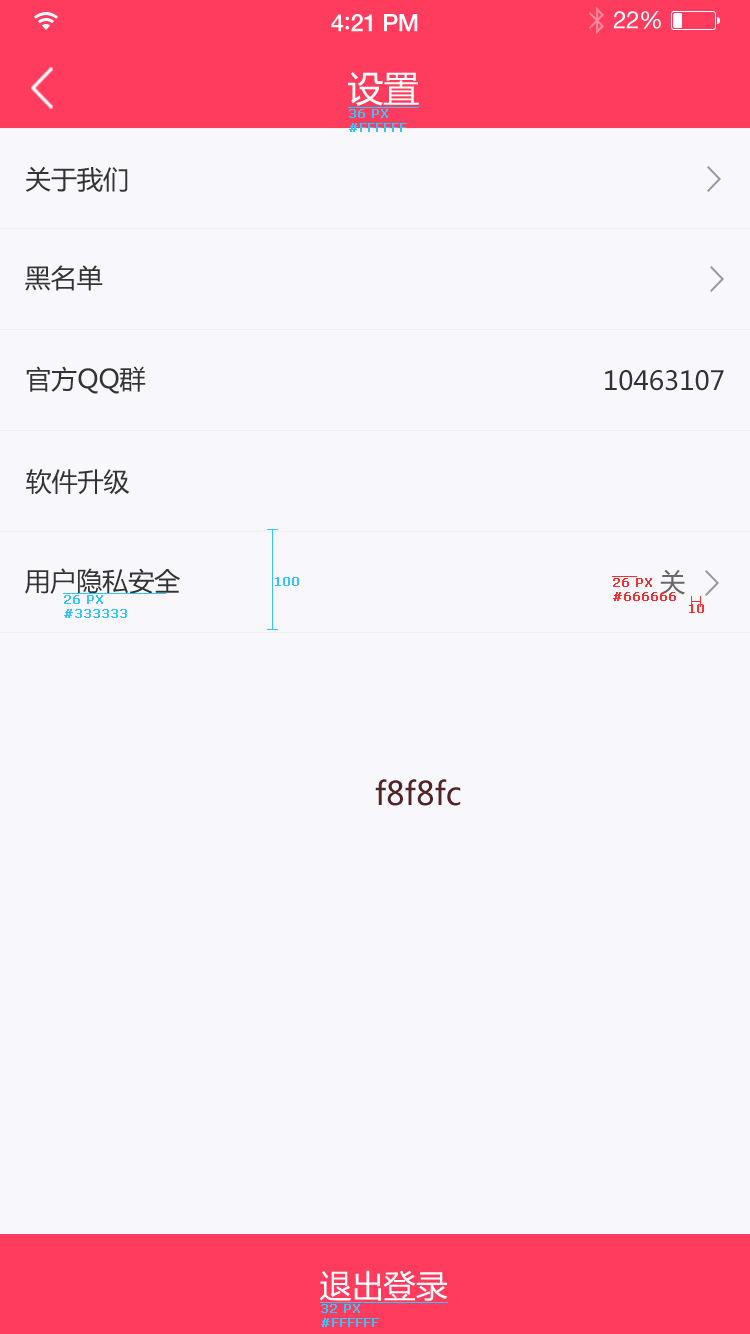 4:21 PM
22%
设置
36 PX
#FFFFFF
关于我们
黑名单
官方QQ群
10463107
软件升级
用户隐私安全
26 PX
#333333
100
26 PX
#666666
关
10
f8f8fc
退出登录
32 PX
#FFFFFF